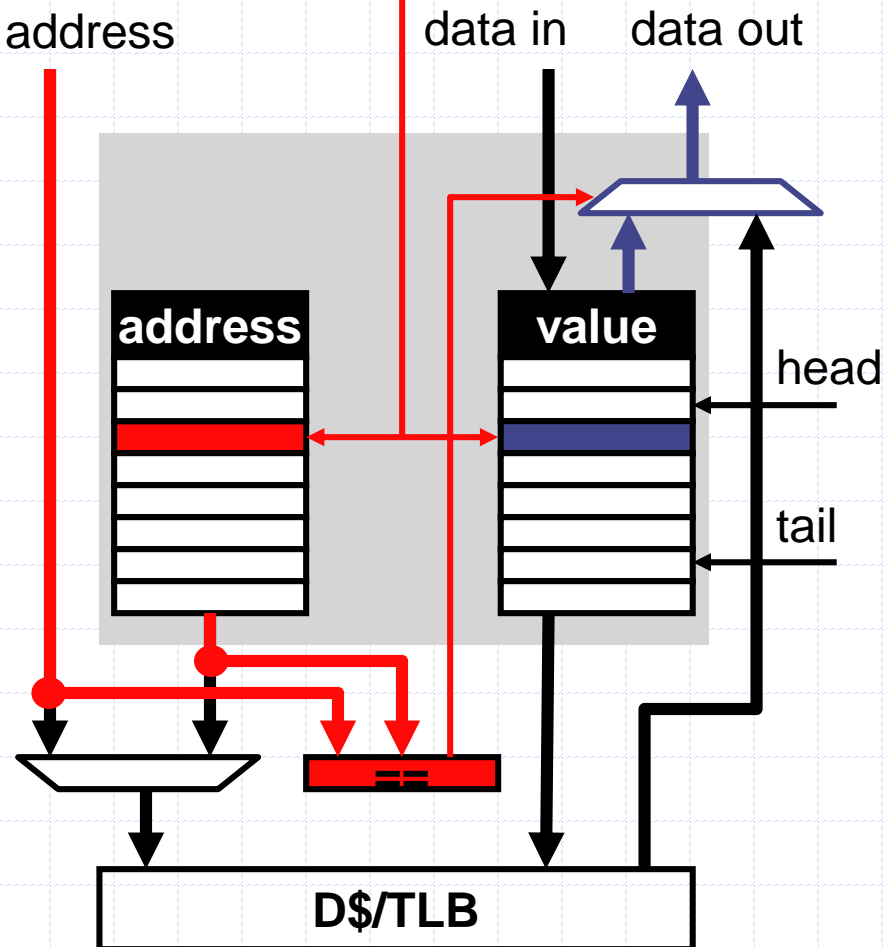 address
data in
data out
address
value
head
tail
==
D$/TLB